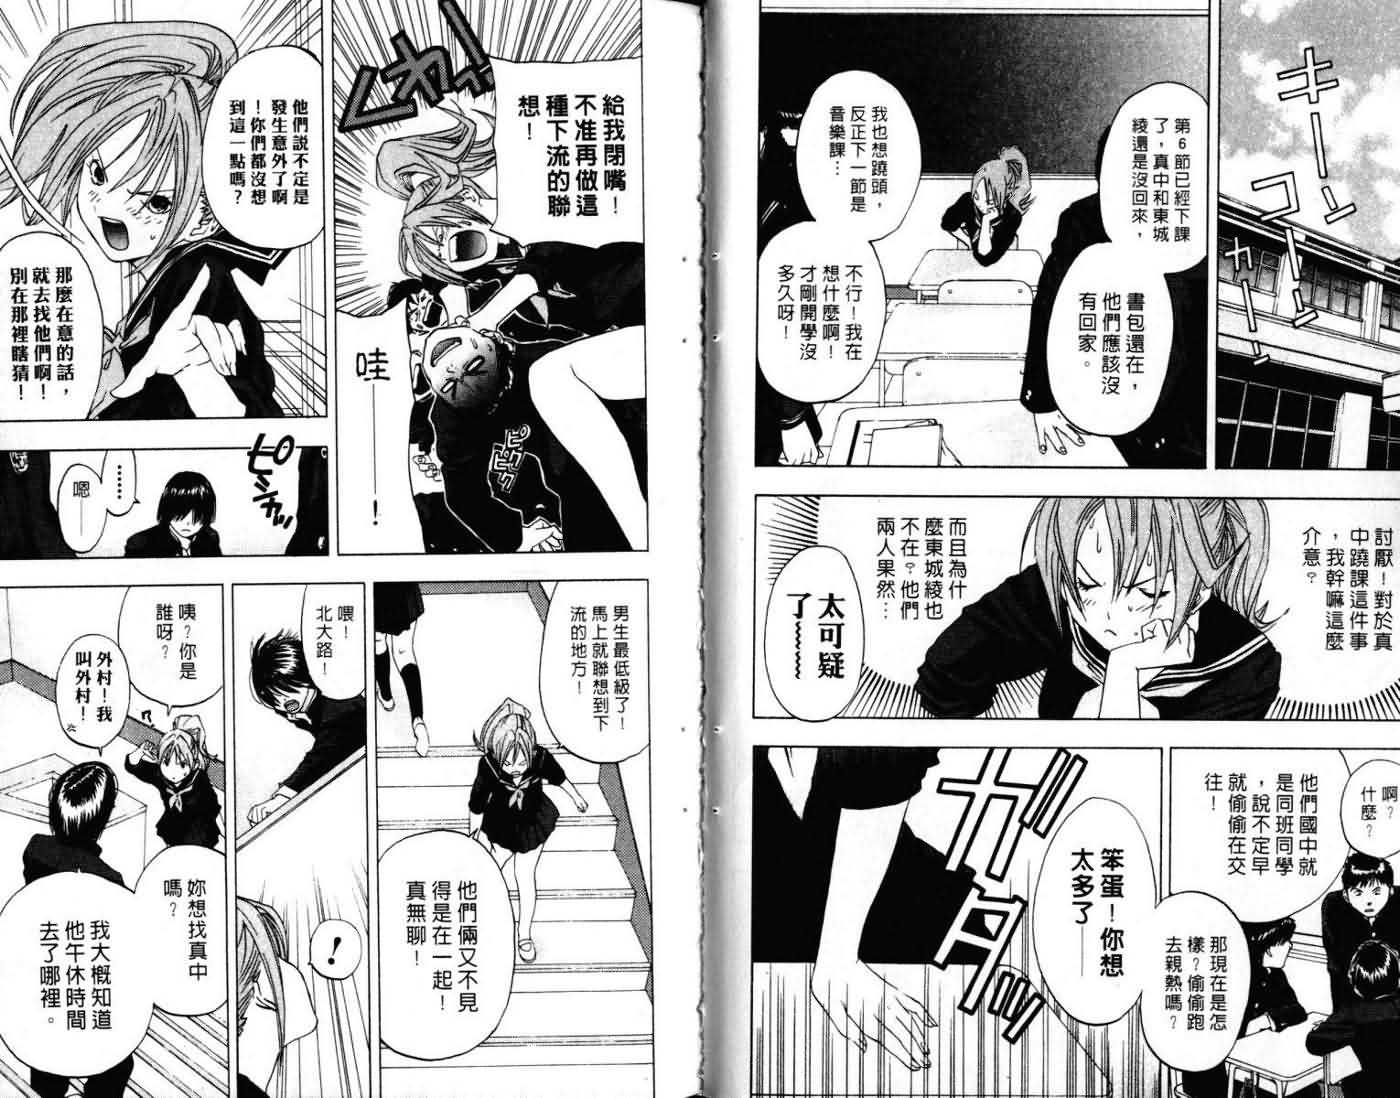 キーン
コーン
第6節已經下課
了，真中和東城
綾還是沒回來，
書包還在，
他們應該沒
有回家。
我也想蹺頭，
反正下一節是
音樂課…
不行！我在
想什麼啊！
才剛開學沒
多久呀！
討厭！對於真
中蹺課這件事
，我幹嘛這麼
介意？
而且為什
麼東城綾也
不在？他們
兩人果然…
太可疑
了
啊？
什麼？
他們國中就
是同班同學
，說不定早
就偷偷在交
往！
那現在是怎
樣？偷偷跑
去親熱嗎？
笨蛋！你想
太多了
ガタッ
くわっ！
給我閉嘴！
不准再做這
種下流的聯
想！
哇——！
ピクピク
他們說不定是
發生意外了啊
！你們都沒想
到這一點嗎？
那麼在意的話，
就去找他們啊！
別在那裡瞎猜！
ピシッ
……
嗯
男生最低級了！
馬上就聯想到下
流的地方！
他們倆又不見
得是在一起！
真無聊！
喂！
北大路！
！
咦？你是
誰呀？
外村！我
叫外村！
妳想找真中
嗎？
我大概知道
他午休時間
去了哪裡。